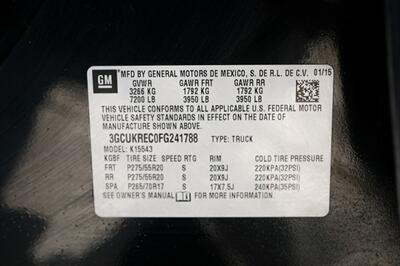 GM MFD BY GENERAL MOTORS DE MEXICO, S. DE R.L. DE C.V. 01/15
GVWR GAWR FRT GAWR RR
3266 KG 1792 KG 1792 KG
7200 LB 3950 LB 3950 LB
THIS VEHICLE CONFORMS TO ALL APPLICABLE U.S. FEDERAL MOTOR
VEHICLE SAFETY STANDARDS IN EFFECT ON THE DATE OF
MANUFACTURE SHOWN ABOVE.
3GCUKREC0FG241788 TYPE: TRUCK
MODEL: K15543
TIRE SIZE SPEED RTG RIM COLD TIRE PRESSURE
FRT P275/55R20 S 20X9J 220KPA(32PSI)
RR P275/55R20 S 20X9J 220KPA(32PSI)
SPA P265/70R17 S 17X7.5J 240KPA(35PSI)
SEE OWNER'S MANUAL FOR MORE INFORMATION.